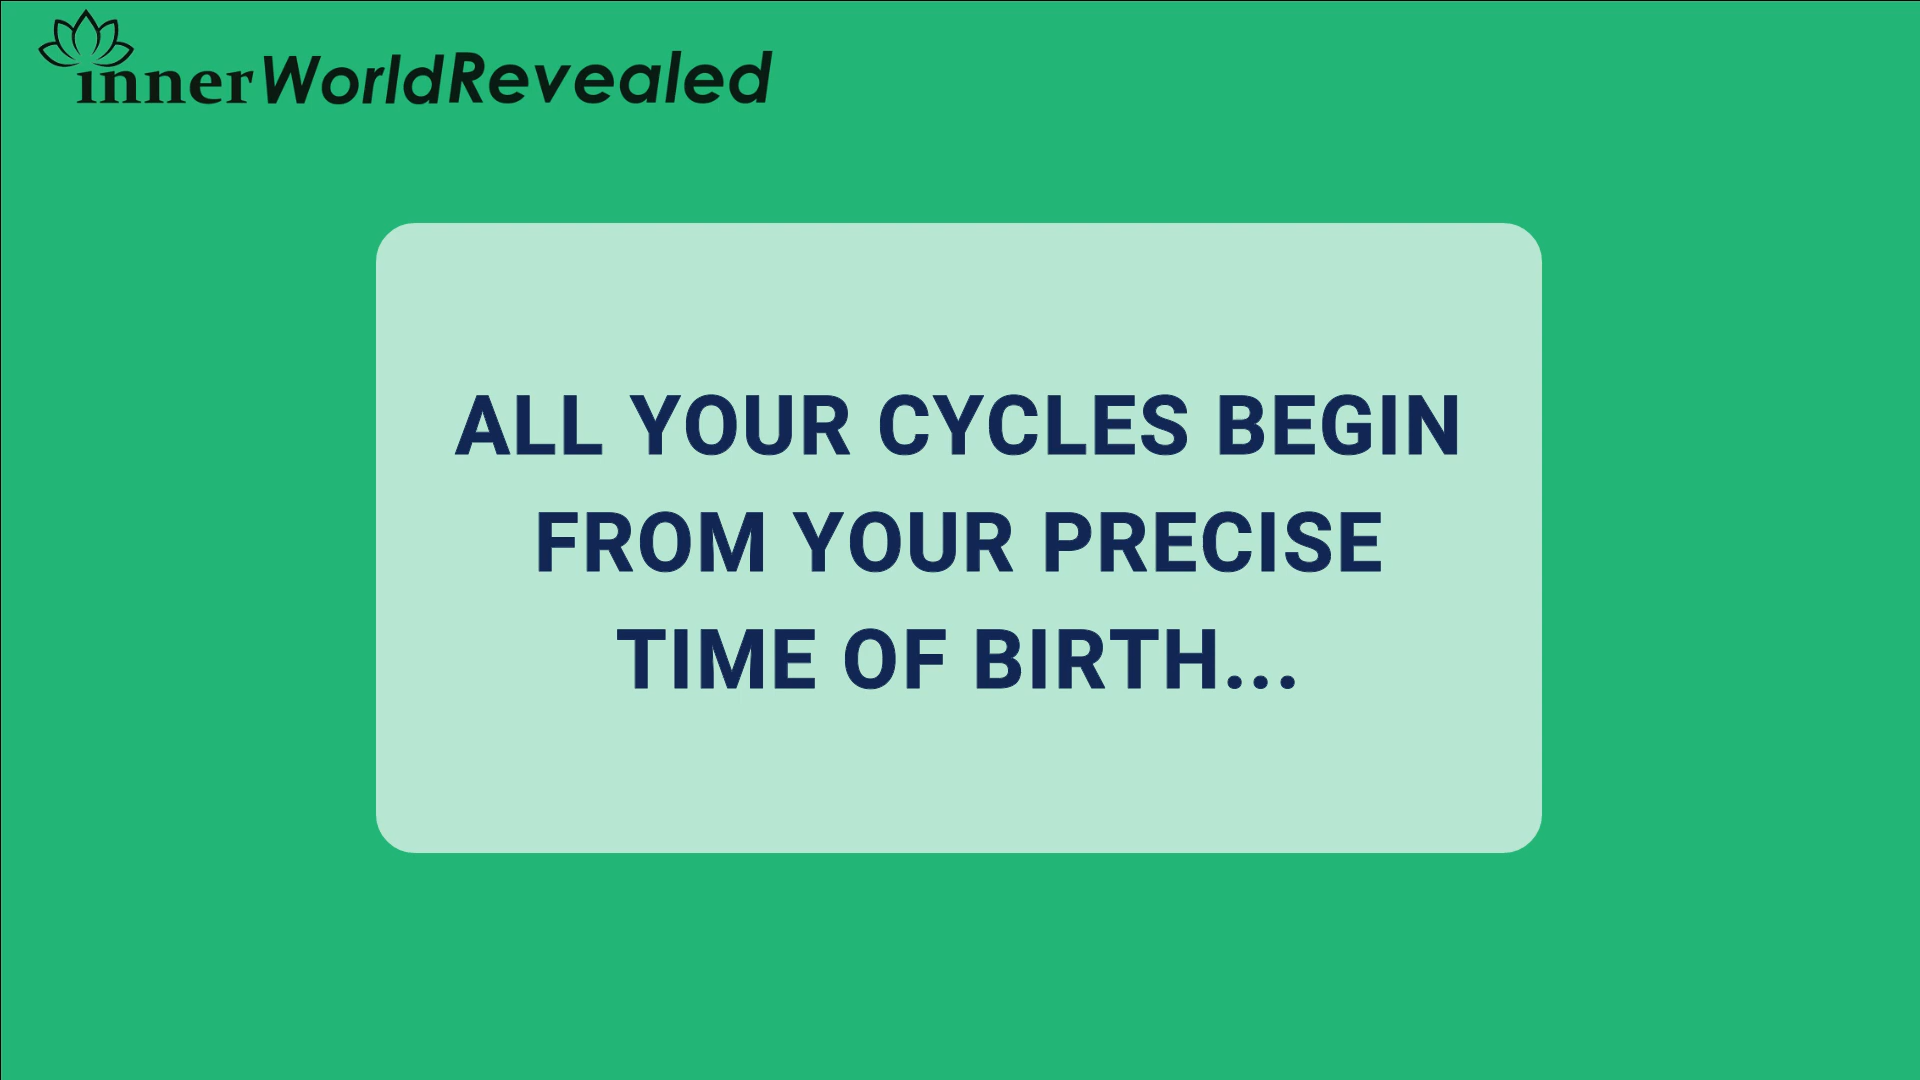 innerWorldRevealed
ALL YOUR CYCLES BEGIN
FROM YOUR PRECISE
TIME OF BIRTH...